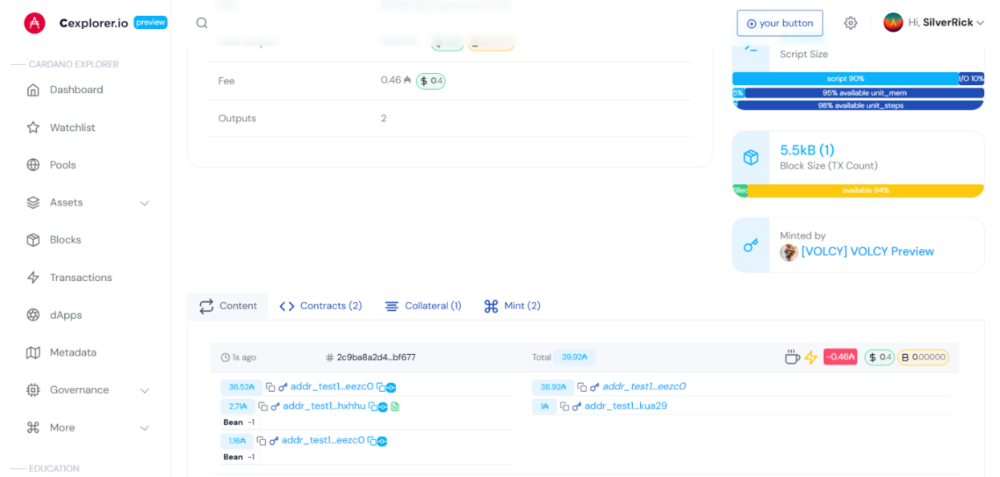 Cexplorer.io preview
your button
Hi, SilverRick
CARDANO EXPLORER
Dashboard
Watchlist
Pools
Assets
Blocks
Transactions
dApps
Metadata
Governance
More
EDUCATION
Fee 0.46 ₳ $ 0.4
Outputs 2
Script Size
script 90% I/O 10%
5% 95% available unit_mem
98% available unit_steps
5.5kB (1)
Block Size (TX Count)
filled available 94%
Minted by
[VOLCY] VOLCY Preview
Content Contracts (2) Collateral (1) Mint (2)
1s ago # 2c9ba8a2d4...bf677 Total 39.92₳ -0.46₳ $ 0.4 B 0.00000
36.52₳ addr_test1...eezc0
2.71₳ addr_test1...hxhhu
Bean -1
1.16₳ addr_test1...eezc0
Bean -1
38.92₳ addr_test1...eezc0
1₳ addr_test1...kua29